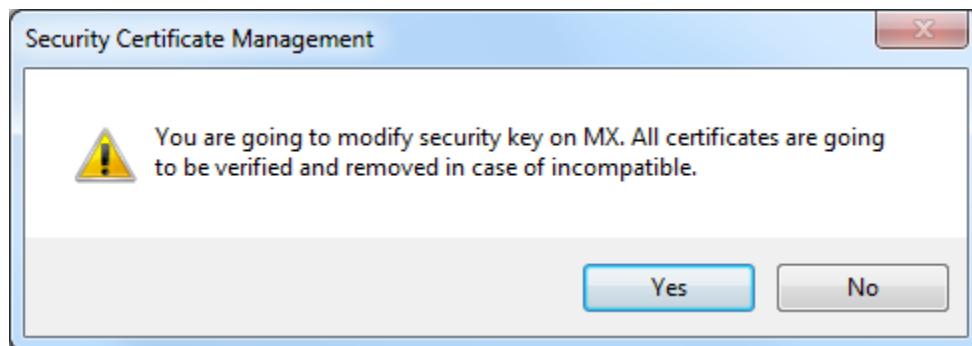 Security Certificate Management
You are going to modify security key on MX. All certificates are going
to be verified and removed in case of incompatible.
Yes
No